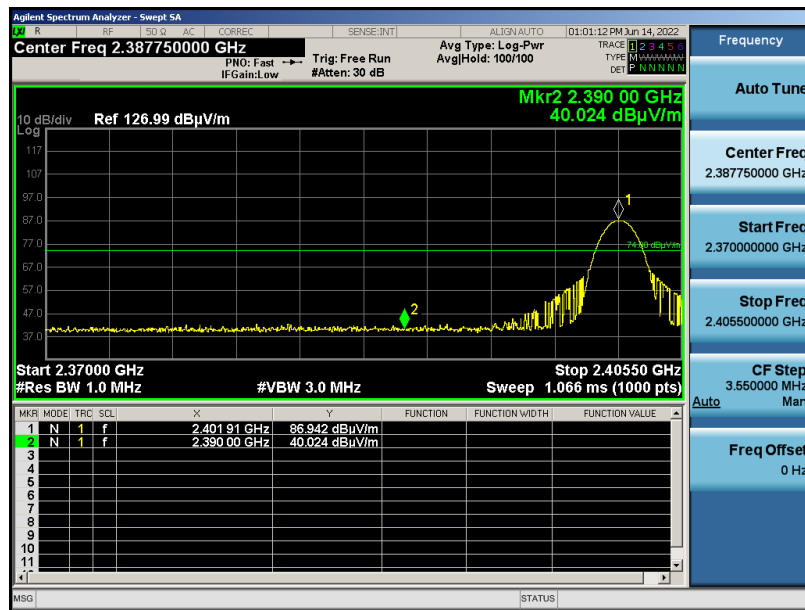 Agilent Spectrum Analyzer - Swept SA
LXI R RF 50 Ω AC CORREC SENSE:INT ALIGN AUTO 01:01:12 PM Jun 14, 2022
Center Freq 2.387750000 GHz
PNO: Fast
IFGain:Low
Trig: Free Run
#Atten: 30 dB
Avg Type: Log-Pwr
Avg|Hold: 100/100
TRACE 1 2 3 4 5 6
TYPE M WWWWW
DET P N N N N N
Mkr2 2.390 00 GHz
40.024 dBµV/m
10 dB/div Ref 126.99 dBµV/m
Log
117
107
97.0
87.0
77.0
67.0
57.0
47.0
37.0
1
74.00 dBµV/m
2
Start 2.37000 GHz Stop 2.40550 GHz
#Res BW 1.0 MHz #VBW 3.0 MHz Sweep 1.066 ms (1000 pts)
MKR MODE TRC SCL X Y FUNCTION FUNCTION WIDTH FUNCTION VALUE
1 N 1 f 2.401 91 GHz 86.942 dBµV/m
2 N 1 f 2.390 00 GHz 40.024 dBµV/m
3
4
5
6
7
8
9
10
11
MSG STATUS
Frequency
Auto Tune
Center Freq
2.387750000 GHz
Start Freq
2.370000000 GHz
Stop Freq
2.405500000 GHz
CF Step
3.550000 MHz
Auto Man
Freq Offset
0 Hz